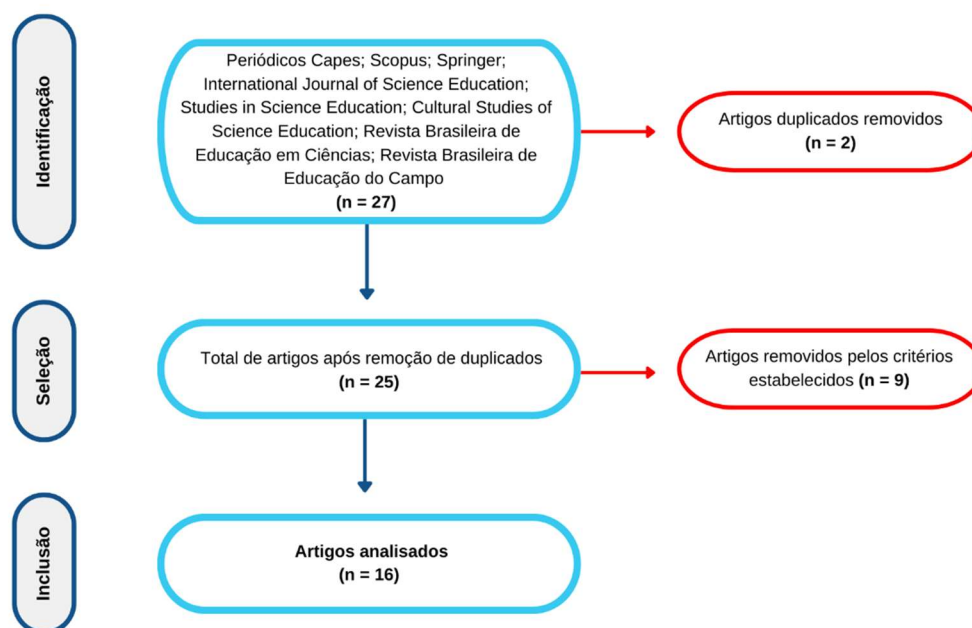 Identificação
Periódicos Capes; Scopus; Springer;
International Journal of Science Education;
Studies in Science Education; Cultural Studies of
Science Education; Revista Brasileira de
Educação em Ciências; Revista Brasileira de
Educação do Campo
(n = 27)
Artigos duplicados removidos
(n = 2)
Seleção
Total de artigos após remoção de duplicados
(n = 25)
Artigos removidos pelos critérios
estabelecidos (n = 9)
Inclusão
Artigos analisados
(n = 16)